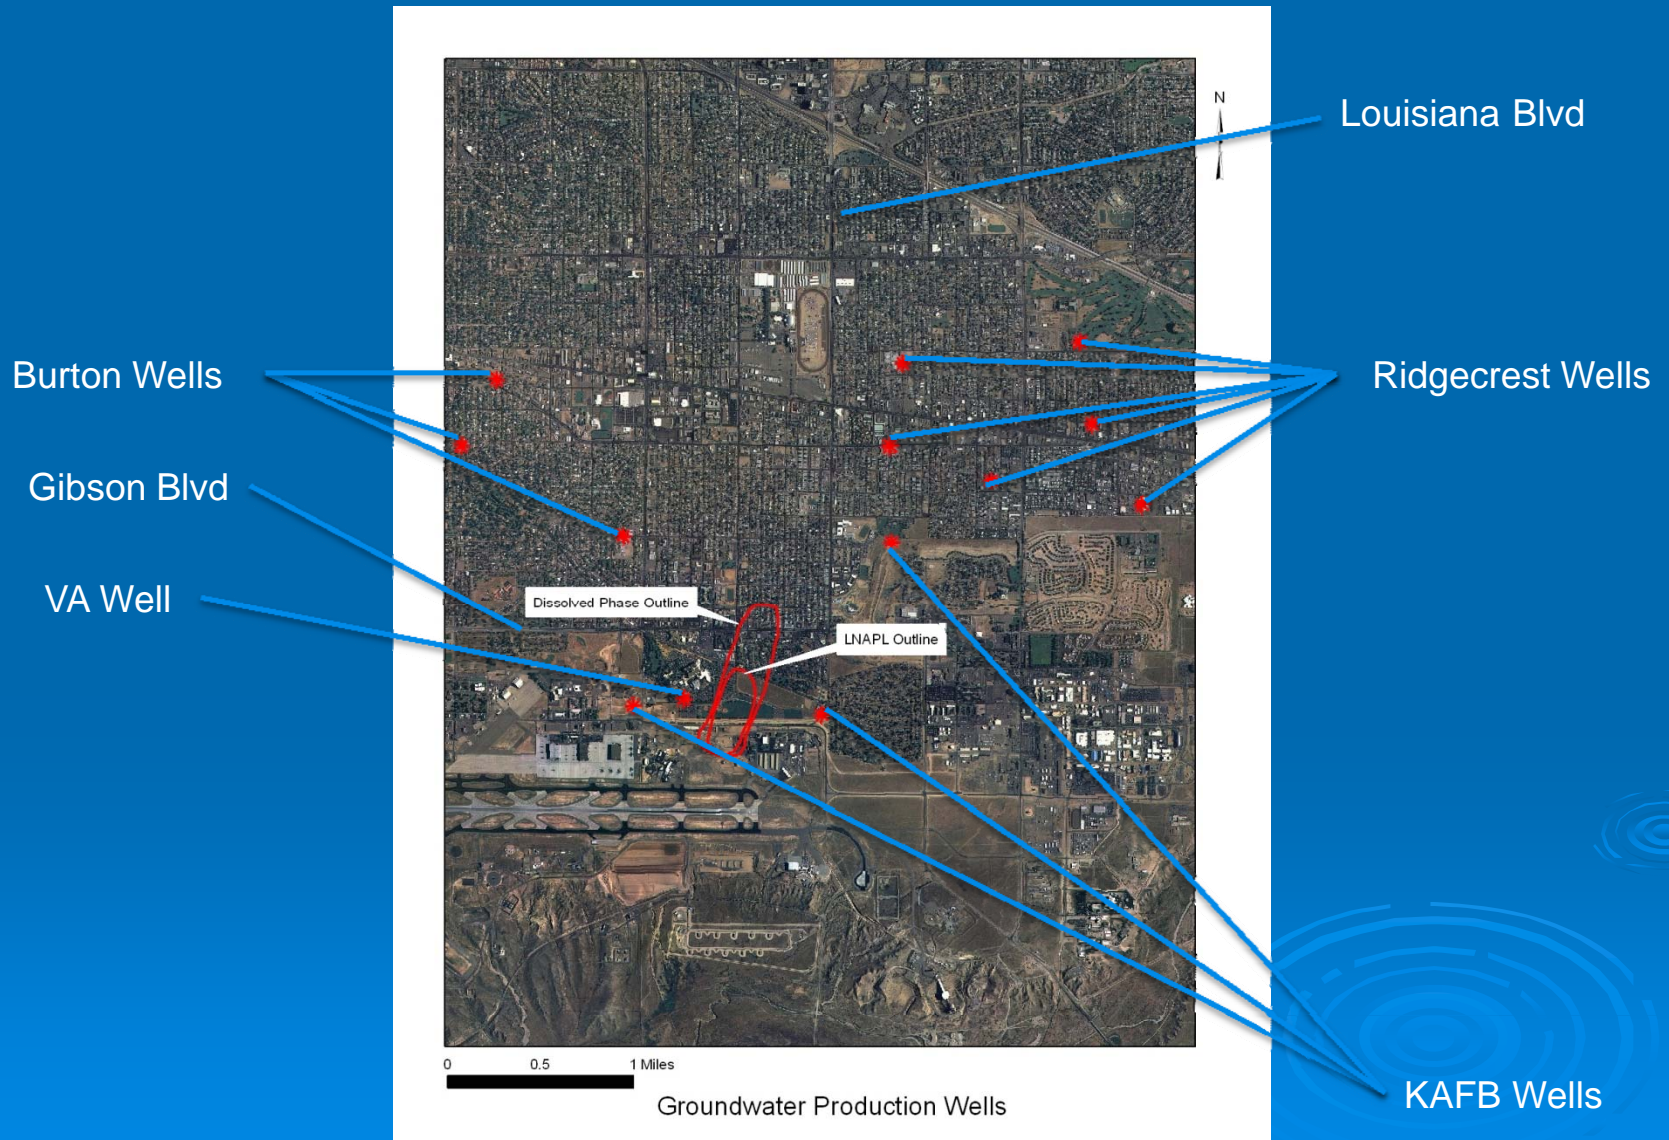 N
Louisiana Blvd
Burton Wells
Ridgecrest Wells
Gibson Blvd
VA Well
Dissolved Phase Outline
LNAPL Outline
0 0.5 1 Miles
Groundwater Production Wells
KAFB Wells